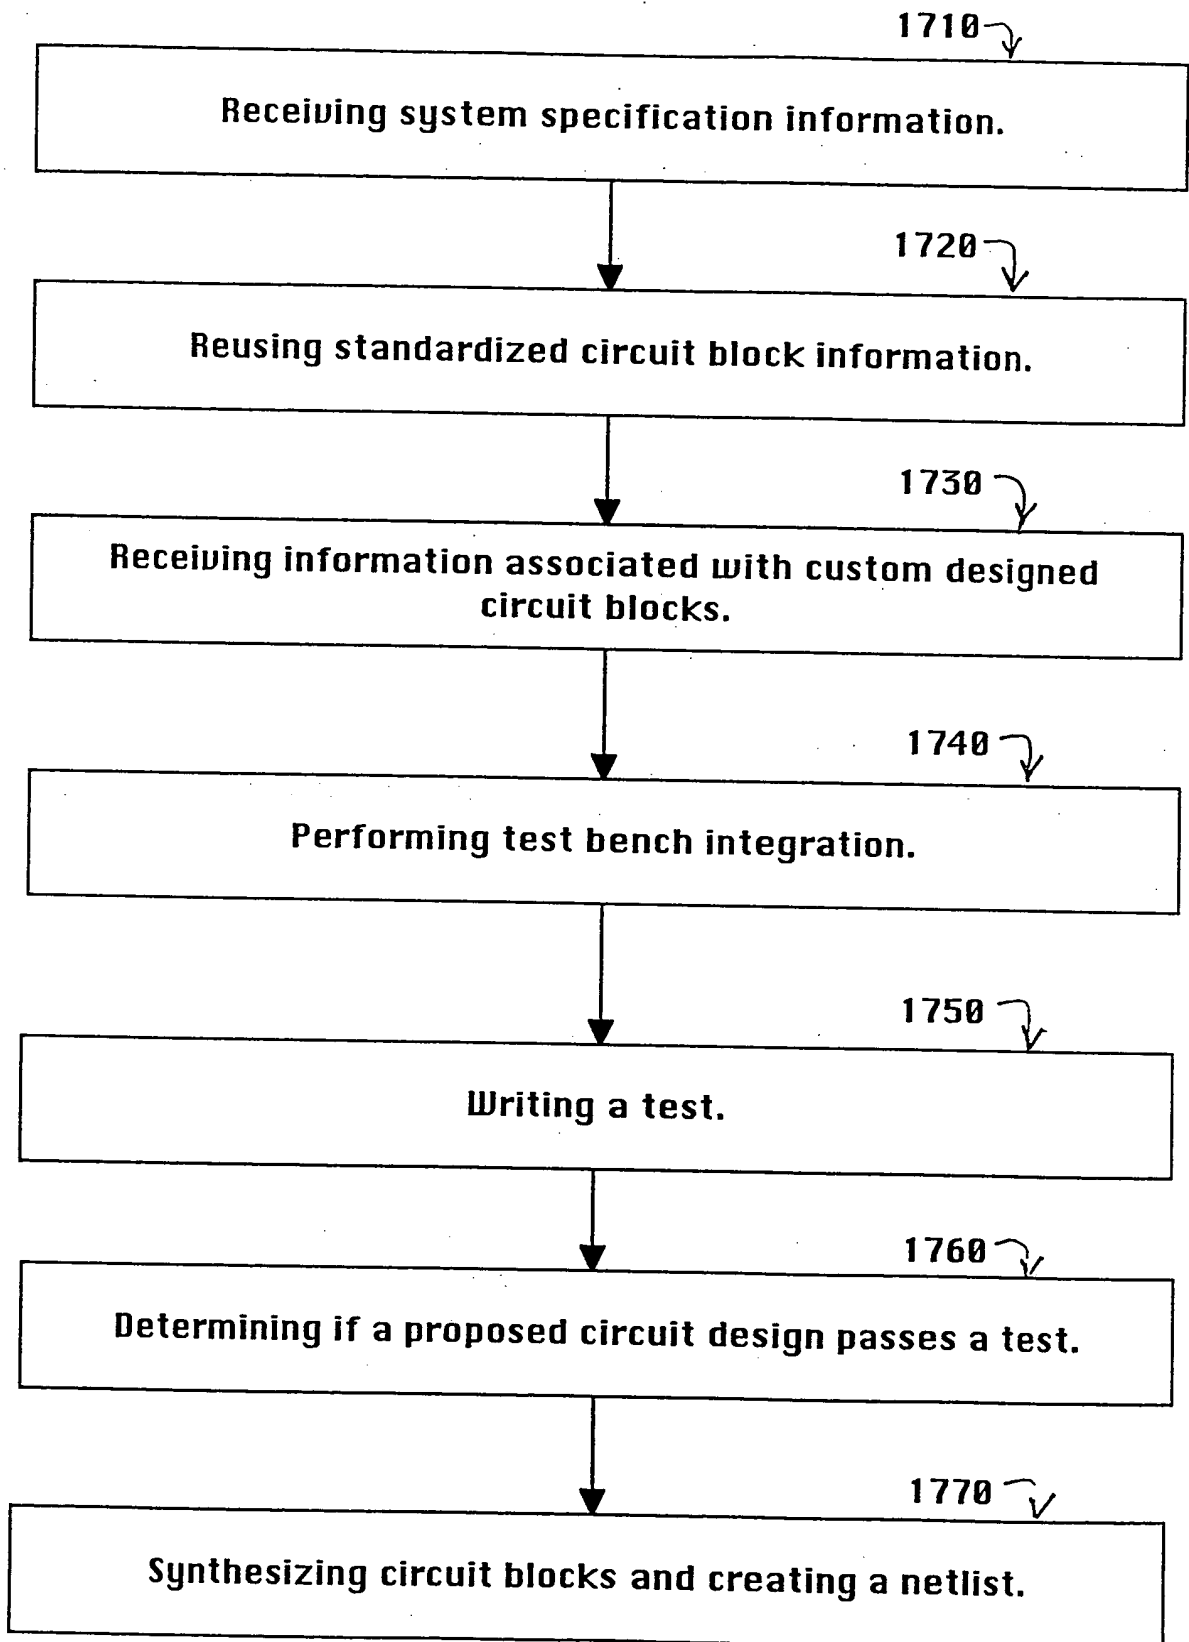 1710
Receiving system specification information.
1720
Reusing standardized circuit block information.
1730
Receiving information associated with custom designed
circuit blocks.
1740
Performing test bench integration.
1750
Writing a test.
1760
Determining if a proposed circuit design passes a test.
1770
Synthesizing circuit blocks and creating a netlist.